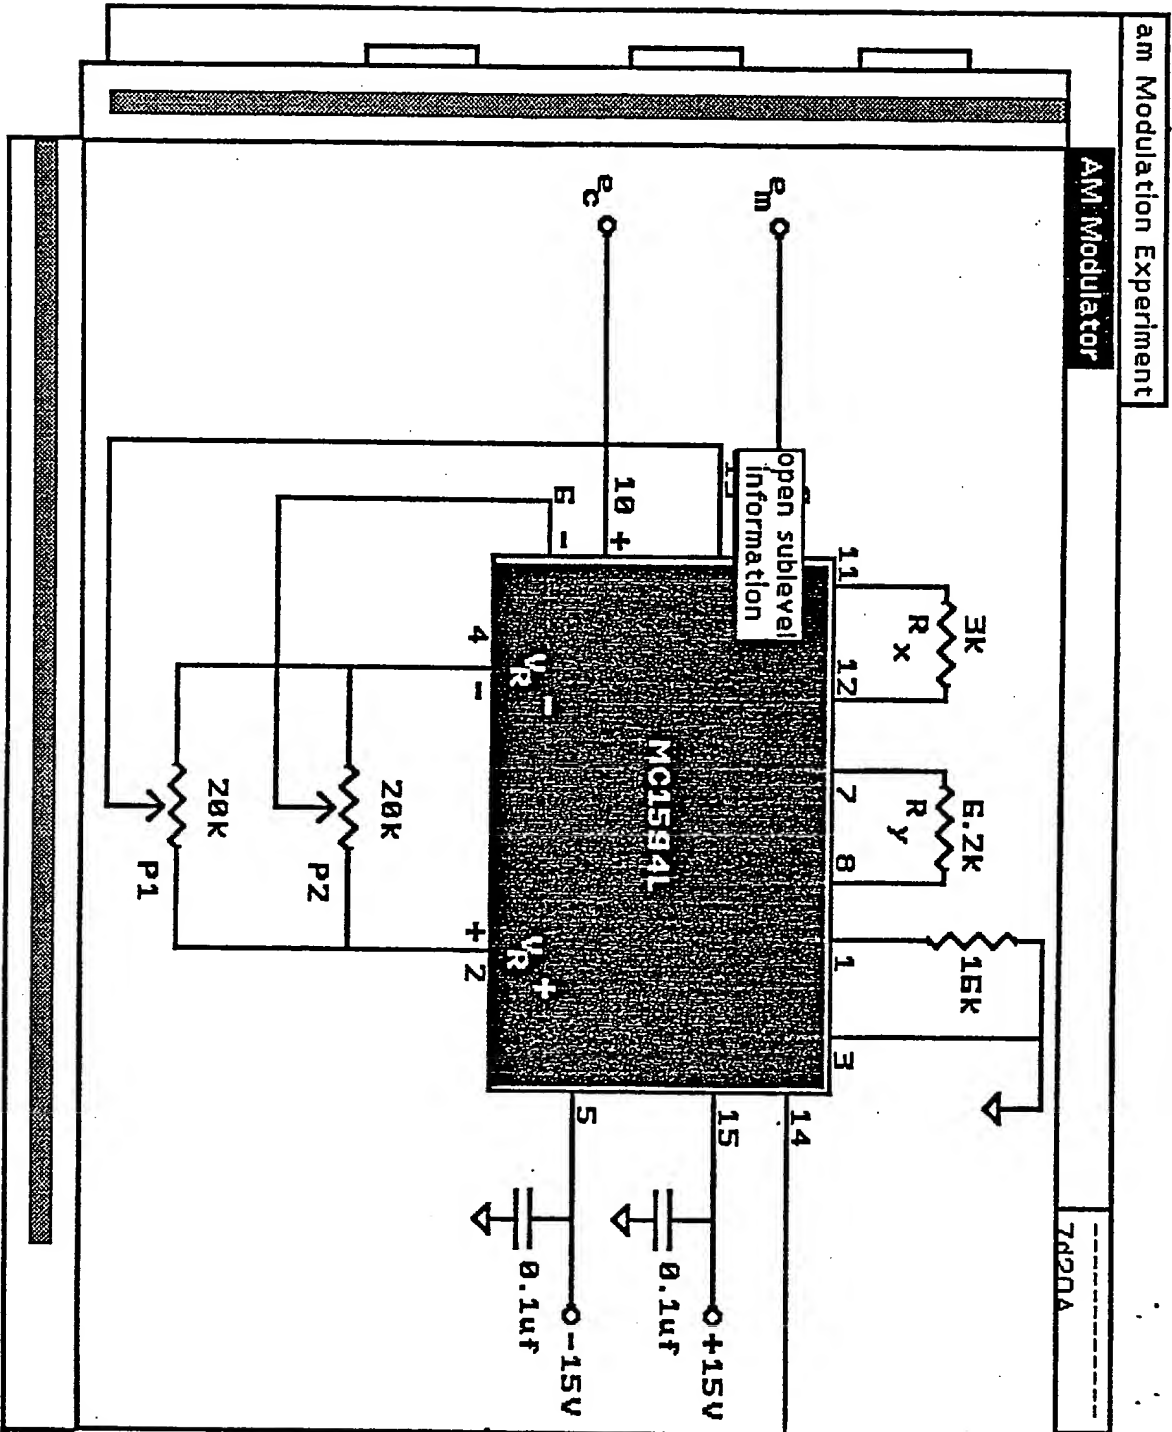 am Modulation Experiment
AM Modulator
3k
R x
6.2K
R y
16k
11
12
7
8
1
3
e m
open sublevel
information
14
15
+15V
0.1uf
10 +
e c
MC1594L
6 -
5
-15V
0.1uf
V R -
V R +
4 -
+ 2
20k
P2
20k
P1